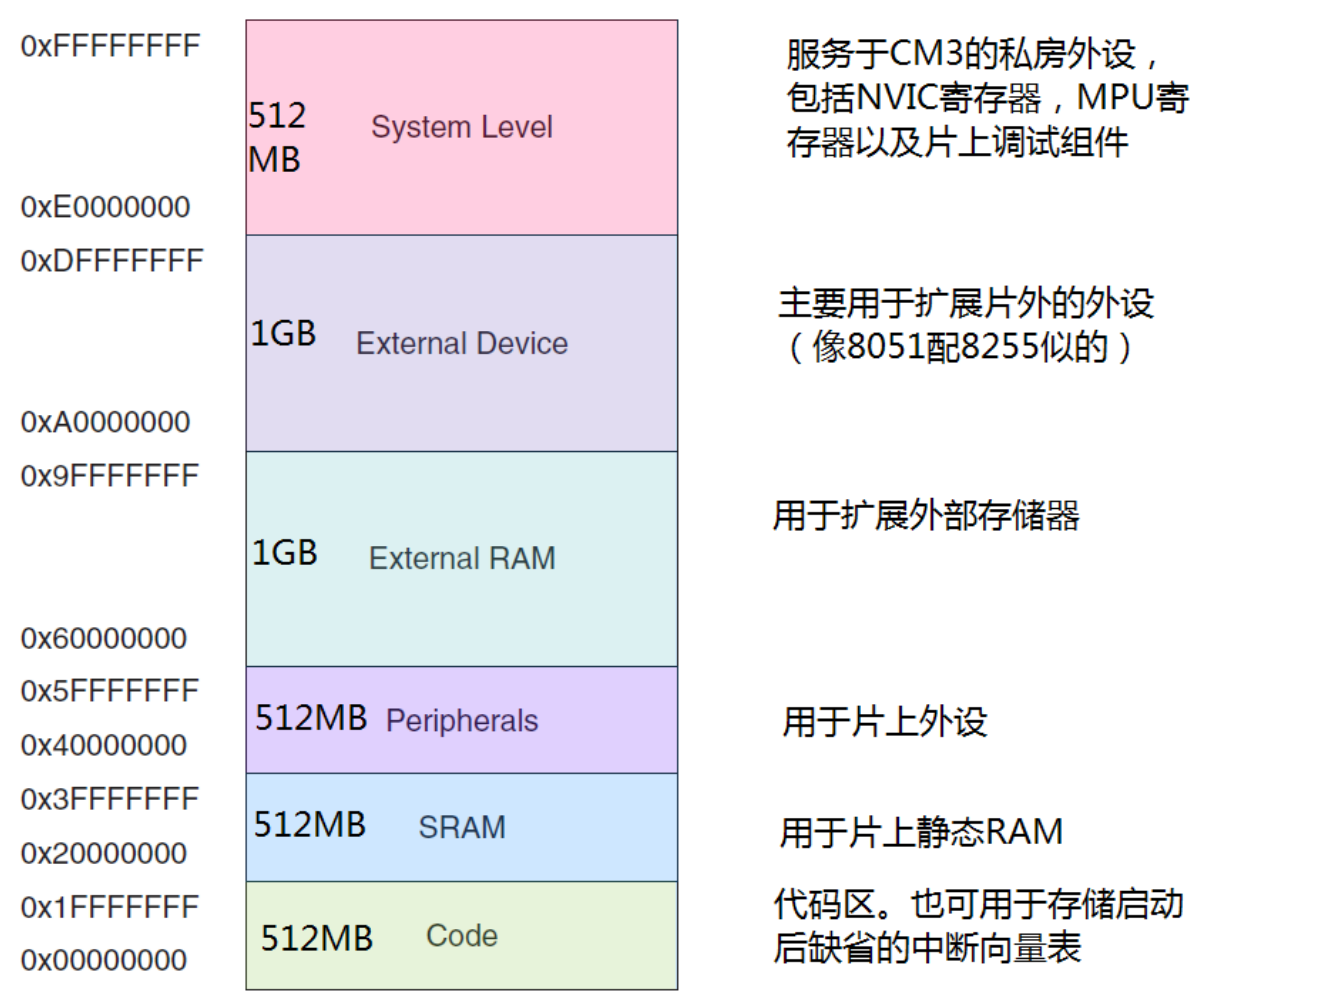 0xFFFFFFFF
512
MB
System Level
服务于CM3的私房外设，
包括NVIC寄存器，MPU寄
存器以及片上调试组件
0xE0000000
0xDFFFFFFF
1GB
External Device
主要用于扩展片外的外设
（像8051配8255似的）
0xA0000000
0x9FFFFFFF
1GB
External RAM
用于扩展外部存储器
0x60000000
0x5FFFFFFF
512MB
Peripherals
用于片上外设
0x40000000
0x3FFFFFFF
512MB
SRAM
用于片上静态RAM
0x20000000
0x1FFFFFFF
512MB
Code
代码区。也可用于存储启动
后缺省的中断向量表
0x00000000